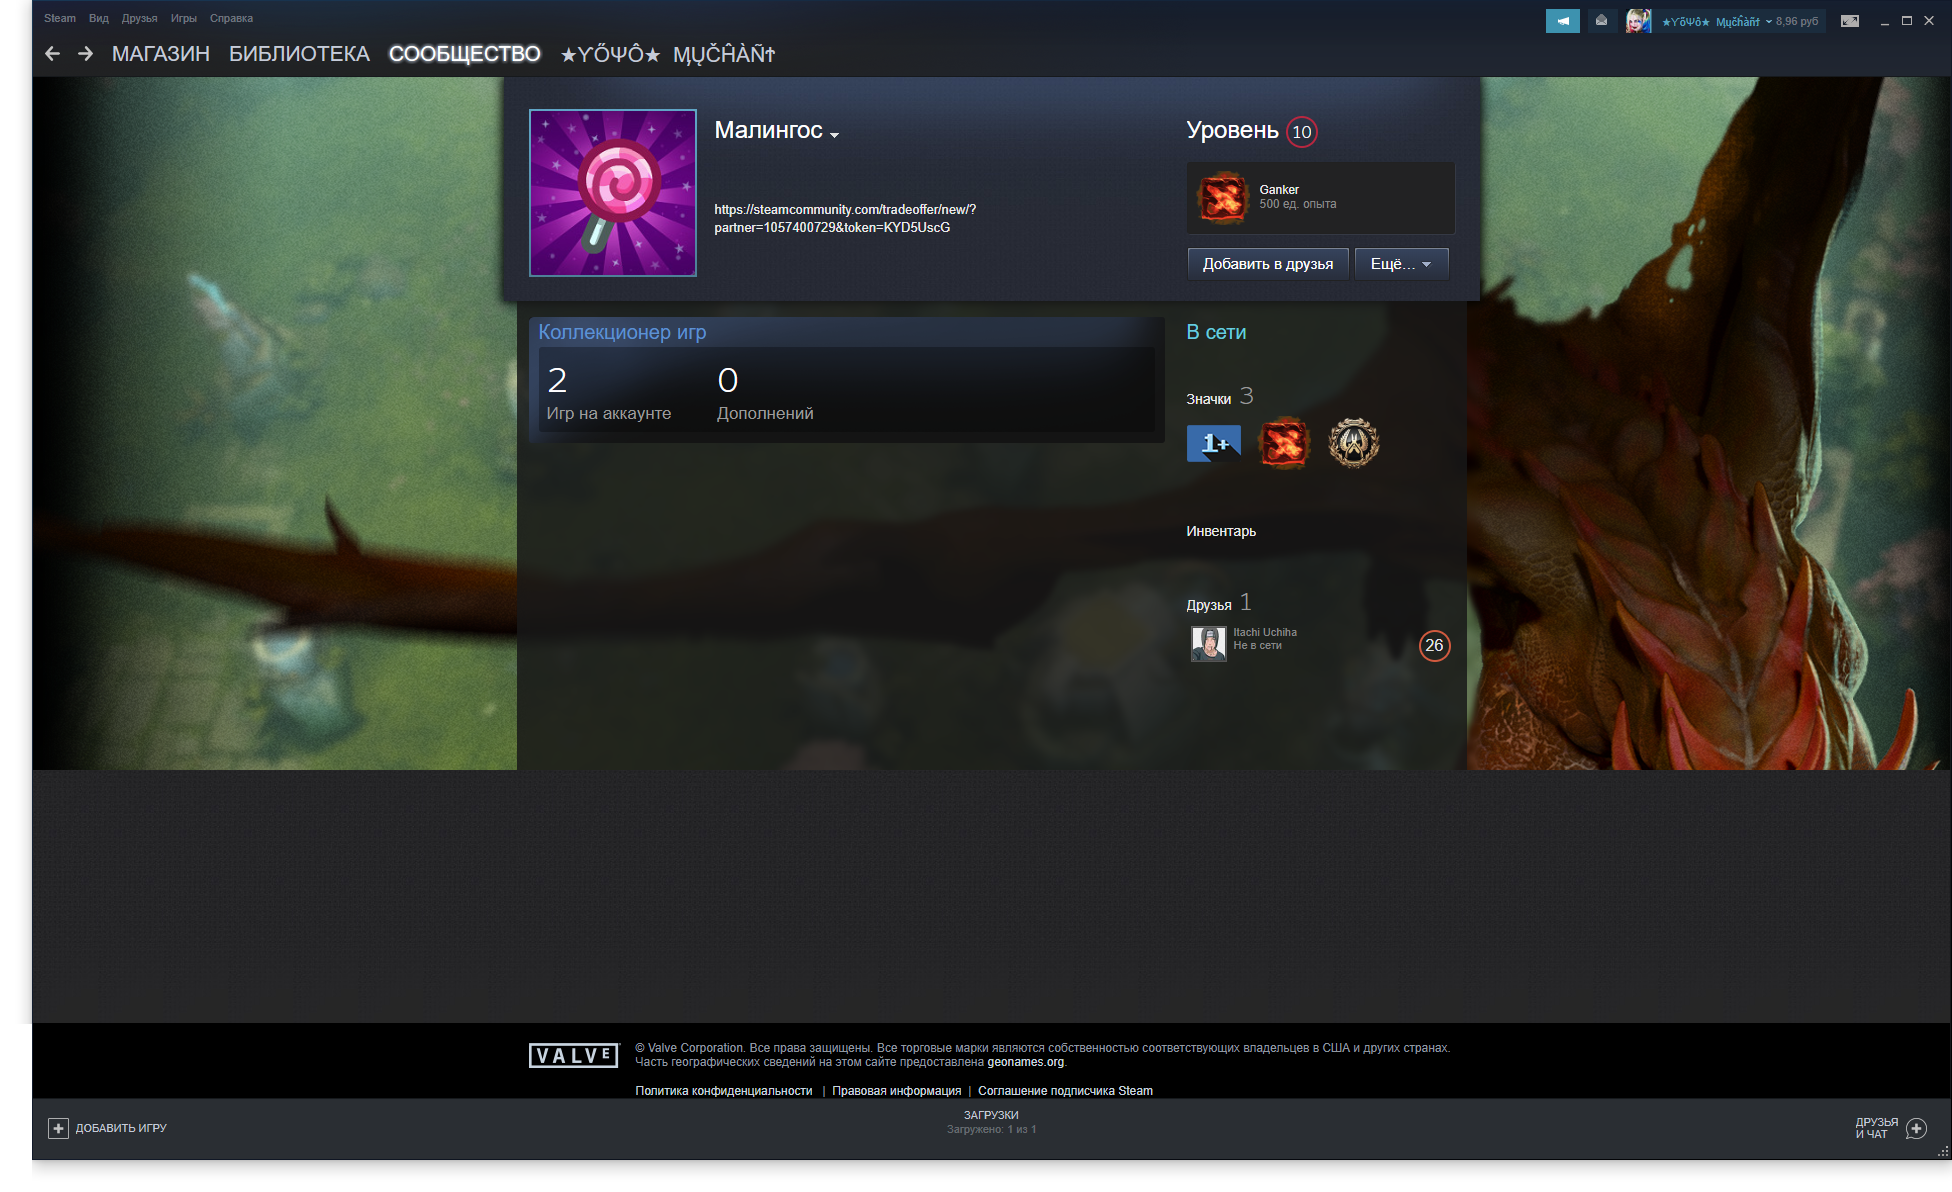 Steam Вид Друзья Игры Справка
★ƳŐΨÔ★ ӍŲČĤÀÑϮ 8,96 руб
МАГАЗИН БИБЛИОТЕКА СООБЩЕСТВО ★ƳŐΨÔ★ ӍŲČĤÀÑϮ
Малингос
https://steamcommunity.com/tradeoffer/new/?
partner=1057400729&token=KYD5UscG
Уровень 10
Ganker
500 ед. опыта
Добавить в друзья Ещё...
Коллекционер игр
2 0
Игр на аккаунте Дополнений
В сети
Значки 3
1+
Инвентарь
Друзья 1
Itachi Uchiha
Не в сети
26
VALVE
© Valve Corporation. Все права защищены. Все торговые марки являются собственностью соответствующих владельцев в США и других странах.
Часть географических сведений на этом сайте предоставлена geonames.org.
Политика конфиденциальности | Правовая информация | Соглашение подписчика Steam
ДОБАВИТЬ ИГРУ
ЗАГРУЗКИ
Загружено: 1 из 1
ДРУЗЬЯ
И ЧАТ